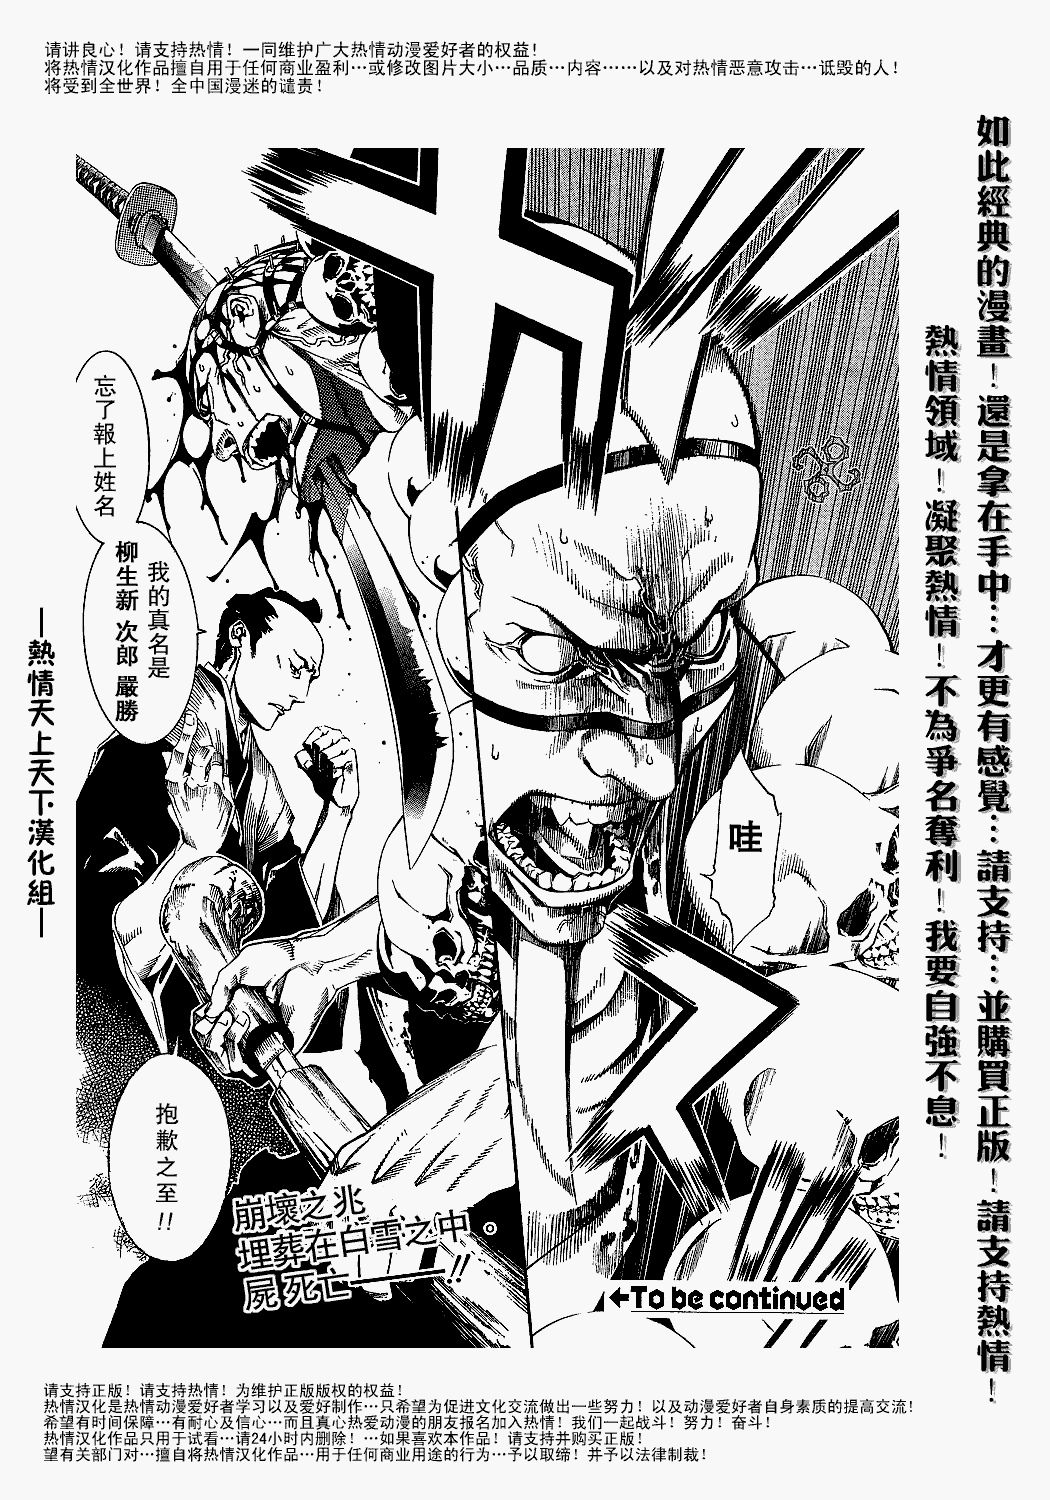 请讲良心！请支持热情！一同维护广大热情动漫爱好者的权益！
将热情汉化作品擅自用于任何商业盈利…或修改图片大小…品质…内容……以及对热情恶意攻击…诋毁的人！
将受到全世界！全中国漫迷的谴责！
如此經典的漫畫！還是拿在手中…才更有感覺…請支持…並購買正版！請支持熱情！
熱情領域！凝聚熱情！不為爭名奪利！我要自強不息！
哇
忘了報上姓名
我的真名是
柳生新 次郎 嚴勝
抱歉之至!!
崩壞之兆
埋葬在白雪之中。
屍 死亡——!!
←To be continued
—熱情天上天下漢化組—
请支持正版！请支持热情！为维护正版版权的权益！
热情汉化是热情动漫爱好者学习以及爱好制作…只希望为促进文化交流做出一些努力！以及动漫爱好者自身素质的提高交流！
希望有时间保障…有耐心及信心…而且真心热爱动漫的朋友报名加入热情！我们一起战斗！努力！奋斗！
热情汉化作品只用于试看…请24小时内删除！…如果喜欢本作品！请支持并购买正版！
望有关部门对…擅自将热情汉化作品…用于任何商业用途的行为…予以取缔！并予以法律制裁！